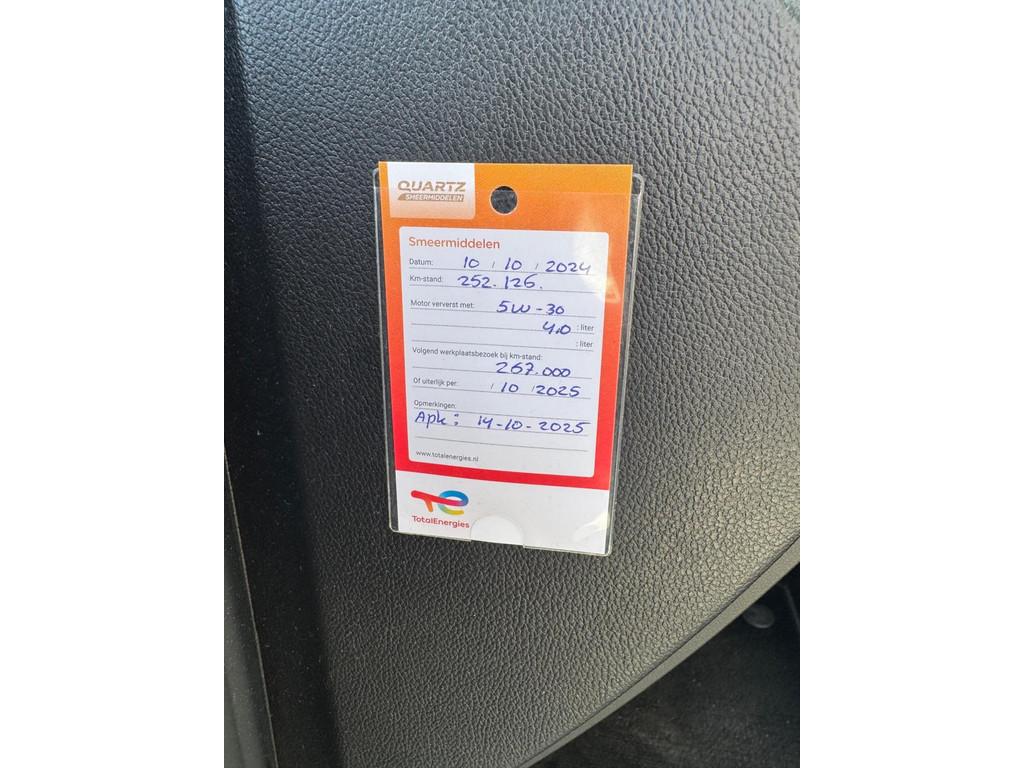 QUARTZ
SMEERMIDDELEN
Smeermiddelen
Datum: 10 / 10 / 2024
Km-stand: 252.126.
Motor ververst met: 5W-30
4.0 : liter
: liter
Volgend werkplaatsbezoek bij km-stand:
267.000
Of uiterlijk per: / 10 / 2025
Opmerkingen:
Apk: 14-10-2025
www.totalenergies.nl
TotalEnergies